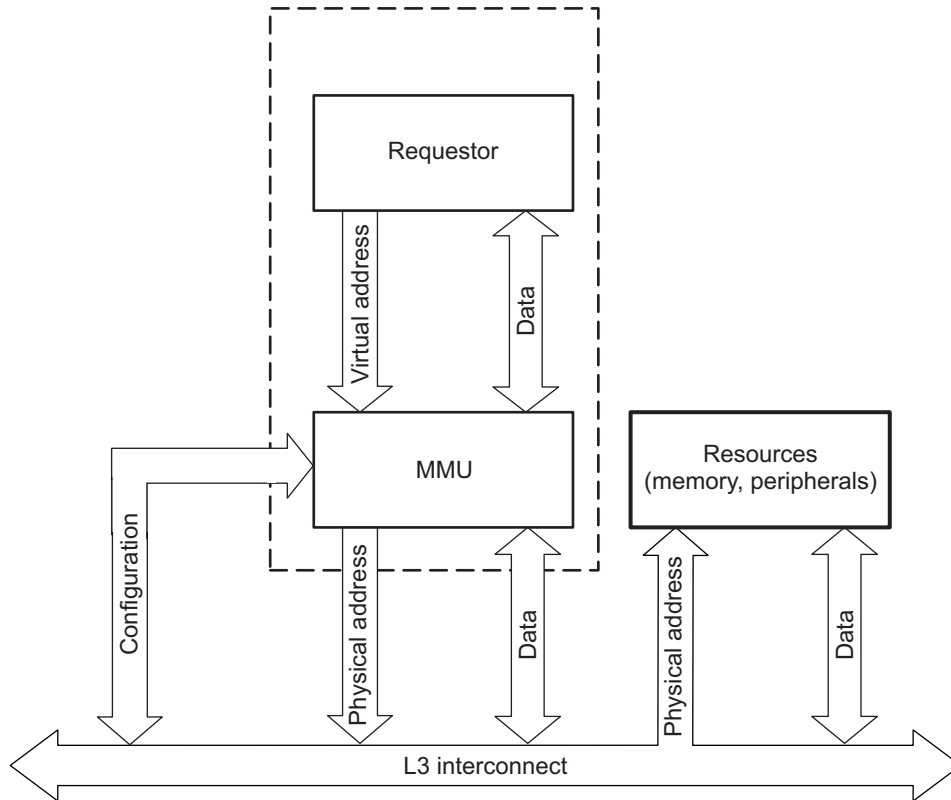 Requestor
Virtual address
Data
MMU
Resources
(memory, peripherals)
Configuration
Physical address
Data
Physical address
Data
L3 interconnect